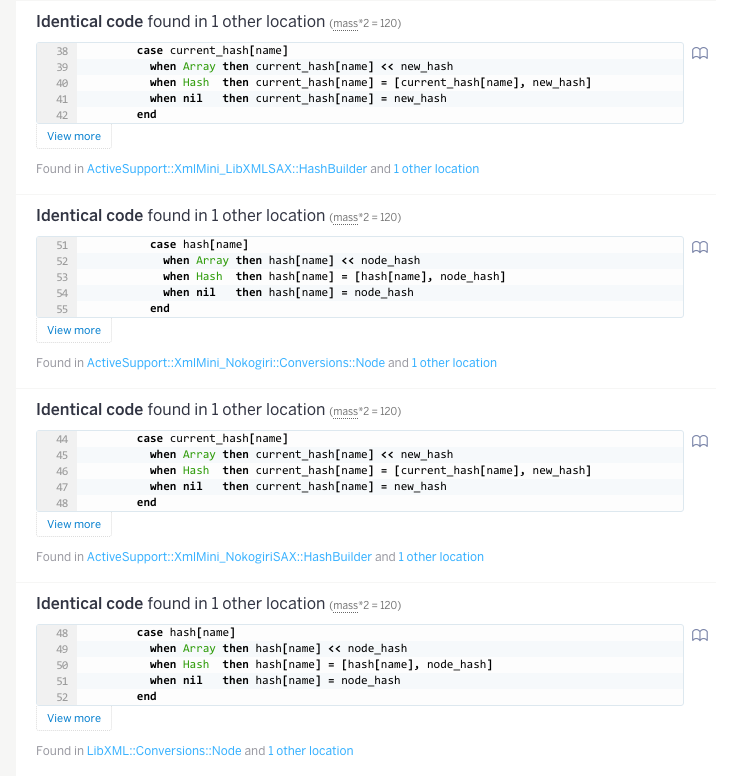 Identical code found in 1 other location (mass*2 = 120)
38 case current_hash[name]
39 when Array then current_hash[name] << new_hash
40 when Hash then current_hash[name] = [current_hash[name], new_hash]
41 when nil then current_hash[name] = new_hash
42 end
View more
Found in ActiveSupport::XmlMini_LibXMLSAX::HashBuilder and 1 other location
Identical code found in 1 other location (mass*2 = 120)
51 case hash[name]
52 when Array then hash[name] << node_hash
53 when Hash then hash[name] = [hash[name], node_hash]
54 when nil then hash[name] = node_hash
55 end
View more
Found in ActiveSupport::XmlMini_Nokogiri::Conversions::Node and 1 other location
Identical code found in 1 other location (mass*2 = 120)
44 case current_hash[name]
45 when Array then current_hash[name] << new_hash
46 when Hash then current_hash[name] = [current_hash[name], new_hash]
47 when nil then current_hash[name] = new_hash
48 end
View more
Found in ActiveSupport::XmlMini_NokogiriSAX::HashBuilder and 1 other location
Identical code found in 1 other location (mass*2 = 120)
48 case hash[name]
49 when Array then hash[name] << node_hash
50 when Hash then hash[name] = [hash[name], node_hash]
51 when nil then hash[name] = node_hash
52 end
View more
Found in LibXML::Conversions::Node and 1 other location